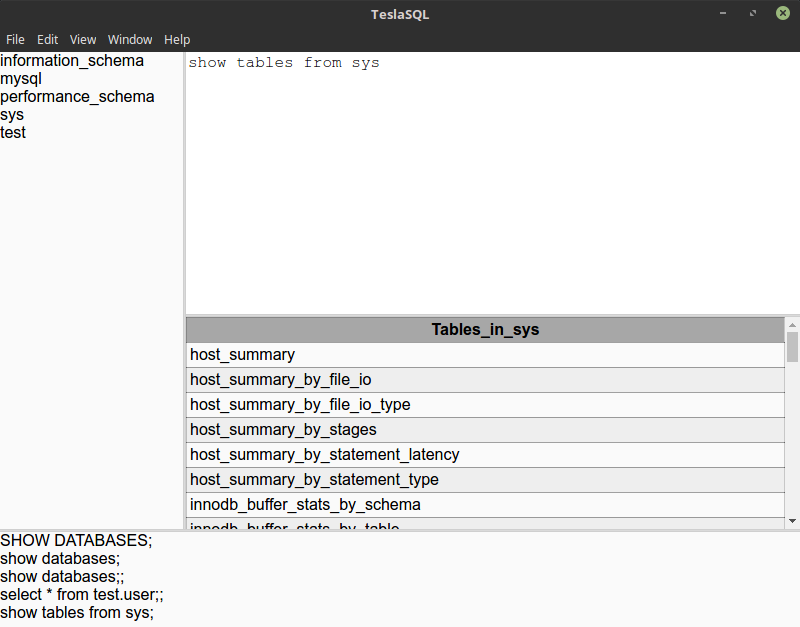 TeslaSQL
File Edit View Window Help
information_schema
mysql
performance_schema
sys
test
show tables from sys
Tables_in_sys
host_summary
host_summary_by_file_io
host_summary_by_file_io_type
host_summary_by_stages
host_summary_by_statement_latency
host_summary_by_statement_type
innodb_buffer_stats_by_schema
innodb_buffer_stats_by_table
SHOW DATABASES;
show databases;
show databases;;
select * from test.user;;
show tables from sys;